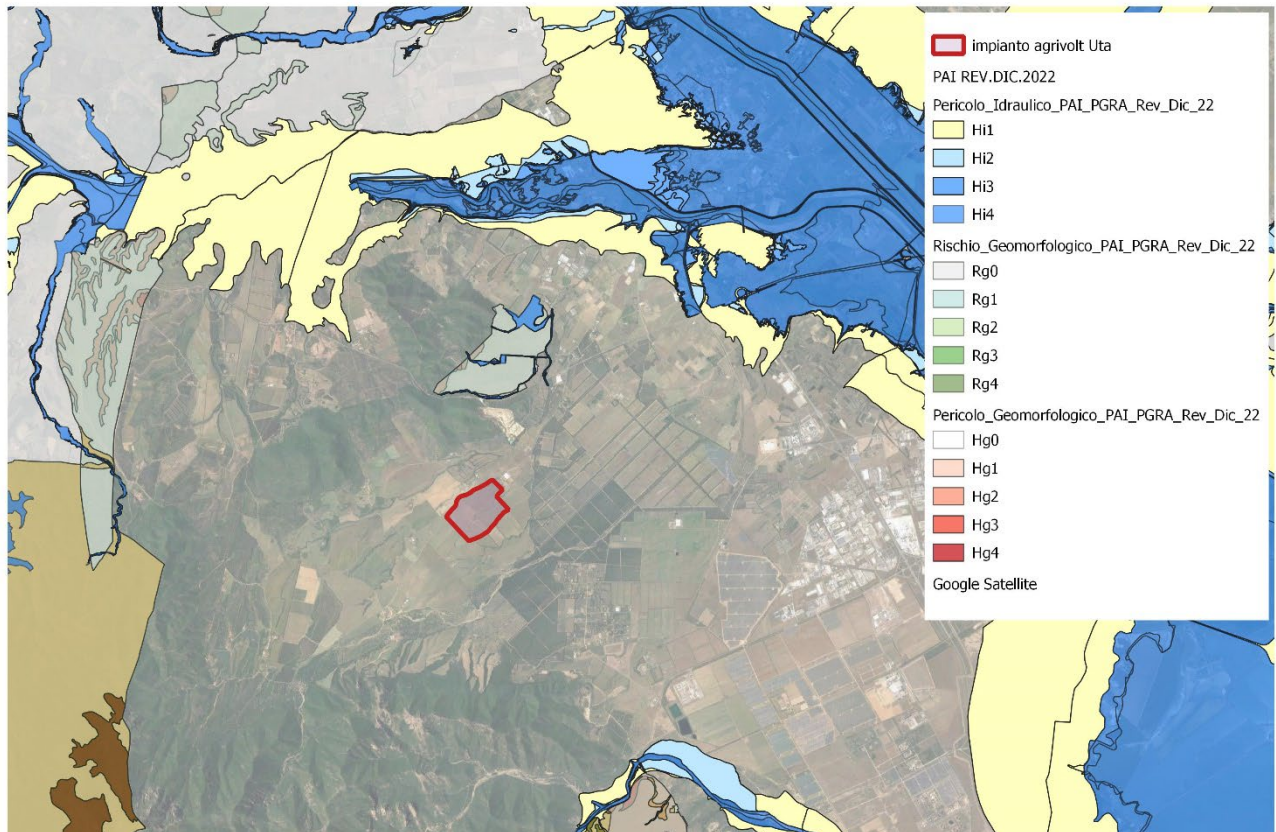 impianto agrivolt Uta
PAI REV.DIC.2022
Pericolo_Idraulico_PAI_PGRA_Rev_Dic_22
Hi1
Hi2
Hi3
Hi4
Rischio_Geomorfologico_PAI_PGRA_Rev_Dic_22
Rg0
Rg1
Rg2
Rg3
Rg4
Pericolo_Geomorfologico_PAI_PGRA_Rev_Dic_22
Hg0
Hg1
Hg2
Hg3
Hg4
Google Satellite